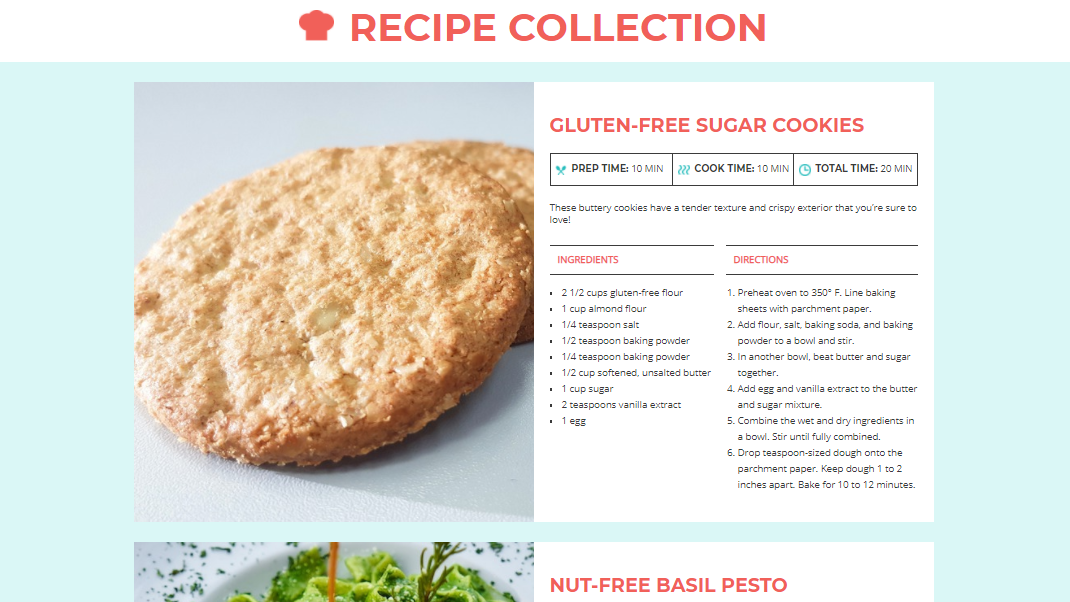 RECIPE COLLECTION
GLUTEN-FREE SUGAR COOKIES
PREP TIME: 10 MIN
COOK TIME: 10 MIN
TOTAL TIME: 20 MIN
These buttery cookies have a tender texture and crispy exterior that you're sure to
love!
INGREDIENTS
2 1/2 cups gluten-free flour
1 cup almond flour
1/4 teaspoon salt
1/2 teaspoon baking powder
1/4 teaspoon baking powder
1/2 cup softened, unsalted butter
1 cup sugar
2 teaspoons vanilla extract
1 egg
DIRECTIONS
1. Preheat oven to 350° F. Line baking
sheets with parchment paper.
2. Add flour, salt, baking soda, and baking
powder to a bowl and stir.
3. In another bowl, beat butter and sugar
together.
4. Add egg and vanilla extract to the butter
and sugar mixture.
5. Combine the wet and dry ingredients in
a bowl. Stir until fully combined.
6. Drop teaspoon-sized dough onto the
parchment paper. Keep dough 1 to 2
inches apart. Bake for 10 to 12 minutes.
NUT-FREE BASIL PESTO